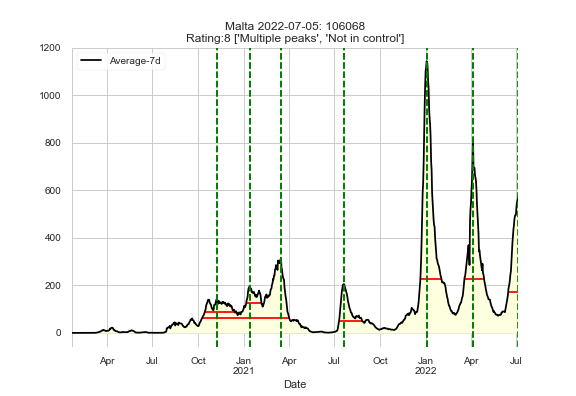 Malta 2022-07-05: 106068
Rating:8 ['Multiple peaks', 'Not in control']
Average-7d
1200
1000
800
600
400
200
0
Apr Jul Oct Jan Apr Jul Oct Jan Apr Jul
2021 2022
Date